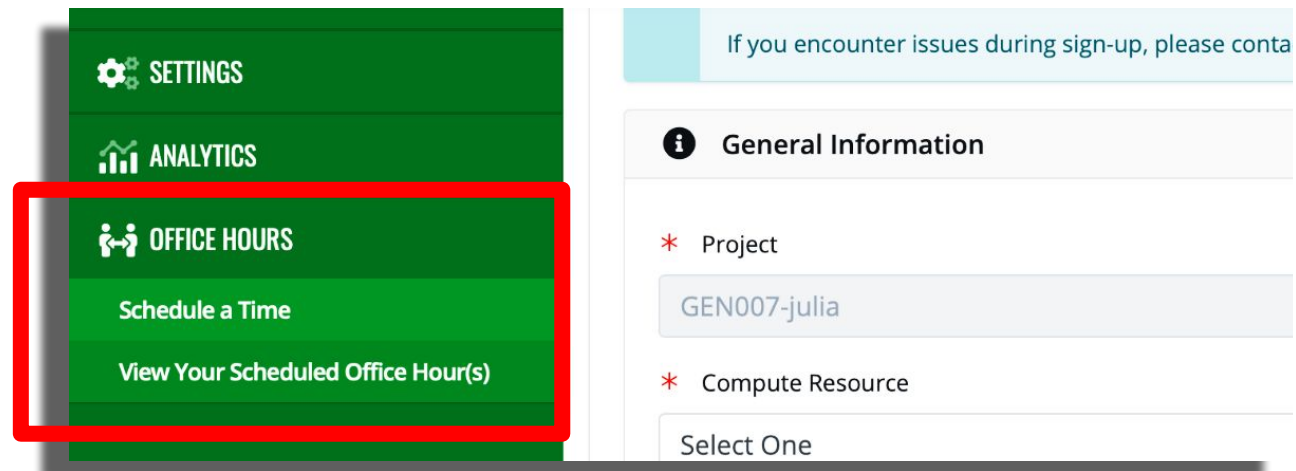 SETTINGS
ANALYTICS
OFFICE HOURS
Schedule a Time
View Your Scheduled Office Hour(s)
If you encounter issues during sign-up, please conta
General Information
* Project
GEN007-julia
* Compute Resource
Select One